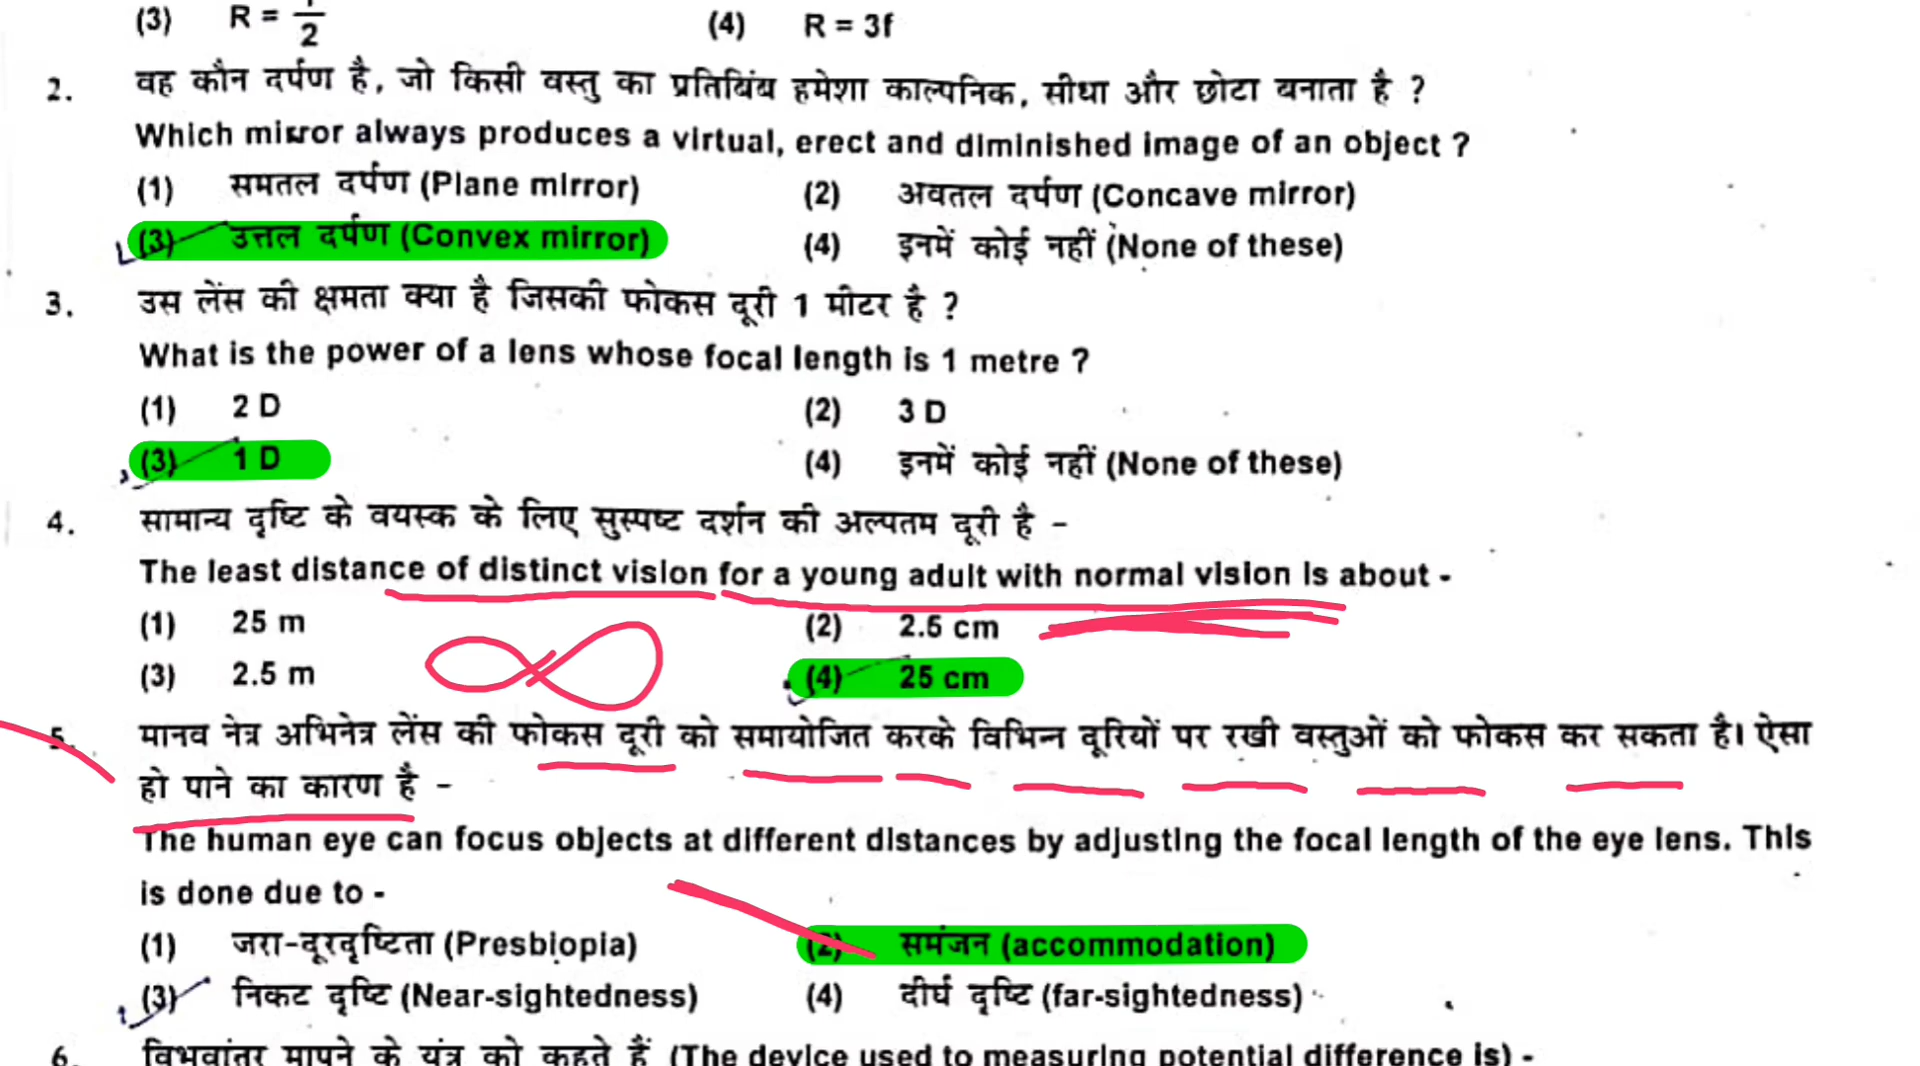 (3) R = f/2 (4) R = 3f
2. वह कौन दर्पण है, जो किसी वस्तु का प्रतिबिंब हमेशा काल्पनिक, सीधा और छोटा बनाता है ?
Which mirror always produces a virtual, erect and diminished image of an object ?
(1) समतल दर्पण (Plane mirror) (2) अवतल दर्पण (Concave mirror)
(3) उत्तल दर्पण (Convex mirror) (4) इनमें कोई नहीं (None of these)
3. उस लेंस की क्षमता क्या है जिसकी फोकस दूरी 1 मीटर है ?
What is the power of a lens whose focal length is 1 metre ?
(1) 2 D (2) 3 D
(3) 1 D (4) इनमें कोई नहीं (None of these)
4. सामान्य दृष्टि के वयस्क के लिए सुस्पष्ट दर्शन की अल्पतम दूरी है -
The least distance of distinct vision for a young adult with normal vision is about -
(1) 25 m (2) 2.5 cm
(3) 2.5 m (4) 25 cm
5. मानव नेत्र अभिनेत्र लेंस की फोकस दूरी को समायोजित करके विभिन्न दूरियों पर रखी वस्तुओं को फोकस कर सकता है। ऐसा
हो पाने का कारण है -
The human eye can focus objects at different distances by adjusting the focal length of the eye lens. This
is done due to -
(1) जरा-दूरदृष्टिता (Presbiopia) (2) समंजन (accommodation)
(3) निकट दृष्टि (Near-sightedness) (4) दीर्घ दृष्टि (far-sightedness)
6. विभवांतर मापने के यंत्र को कहते हैं (The device used to measuring potential difference is) -